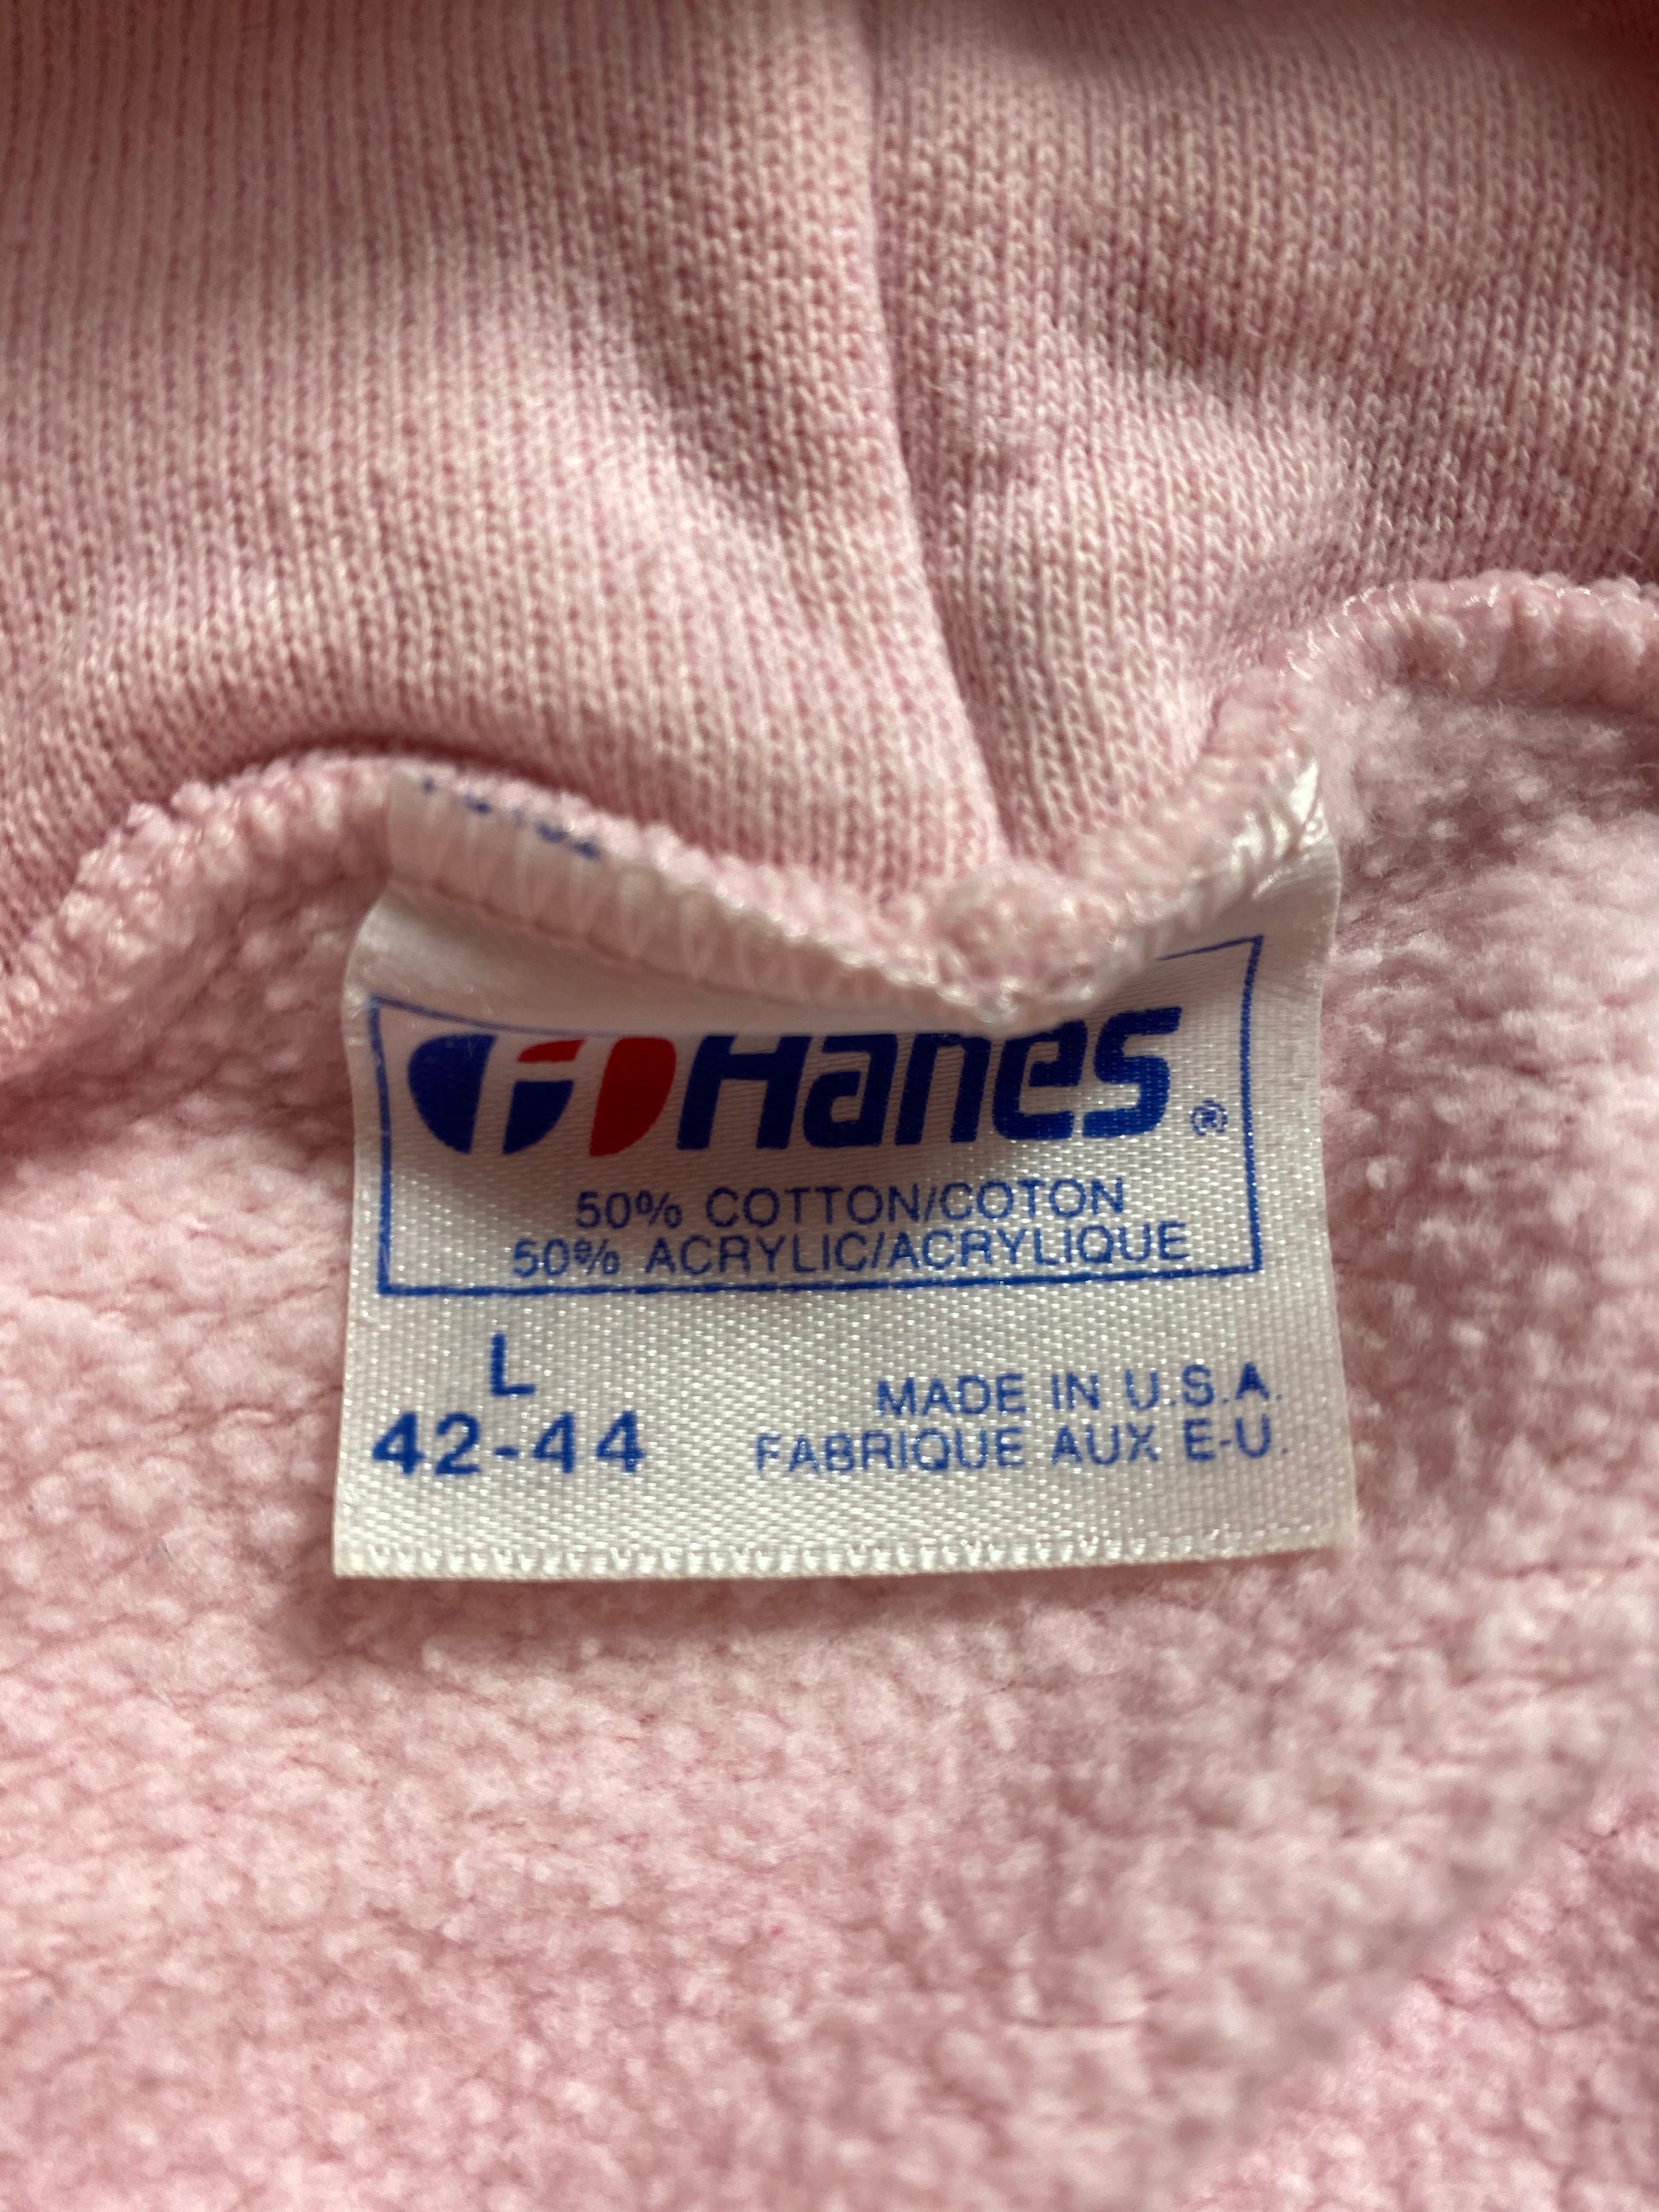 Hanes ®
50% COTTON/COTON
50% ACRYLIC/ACRYLIQUE
L
42-44
MADE IN U.S.A.
FABRIQUE AUX E-U.